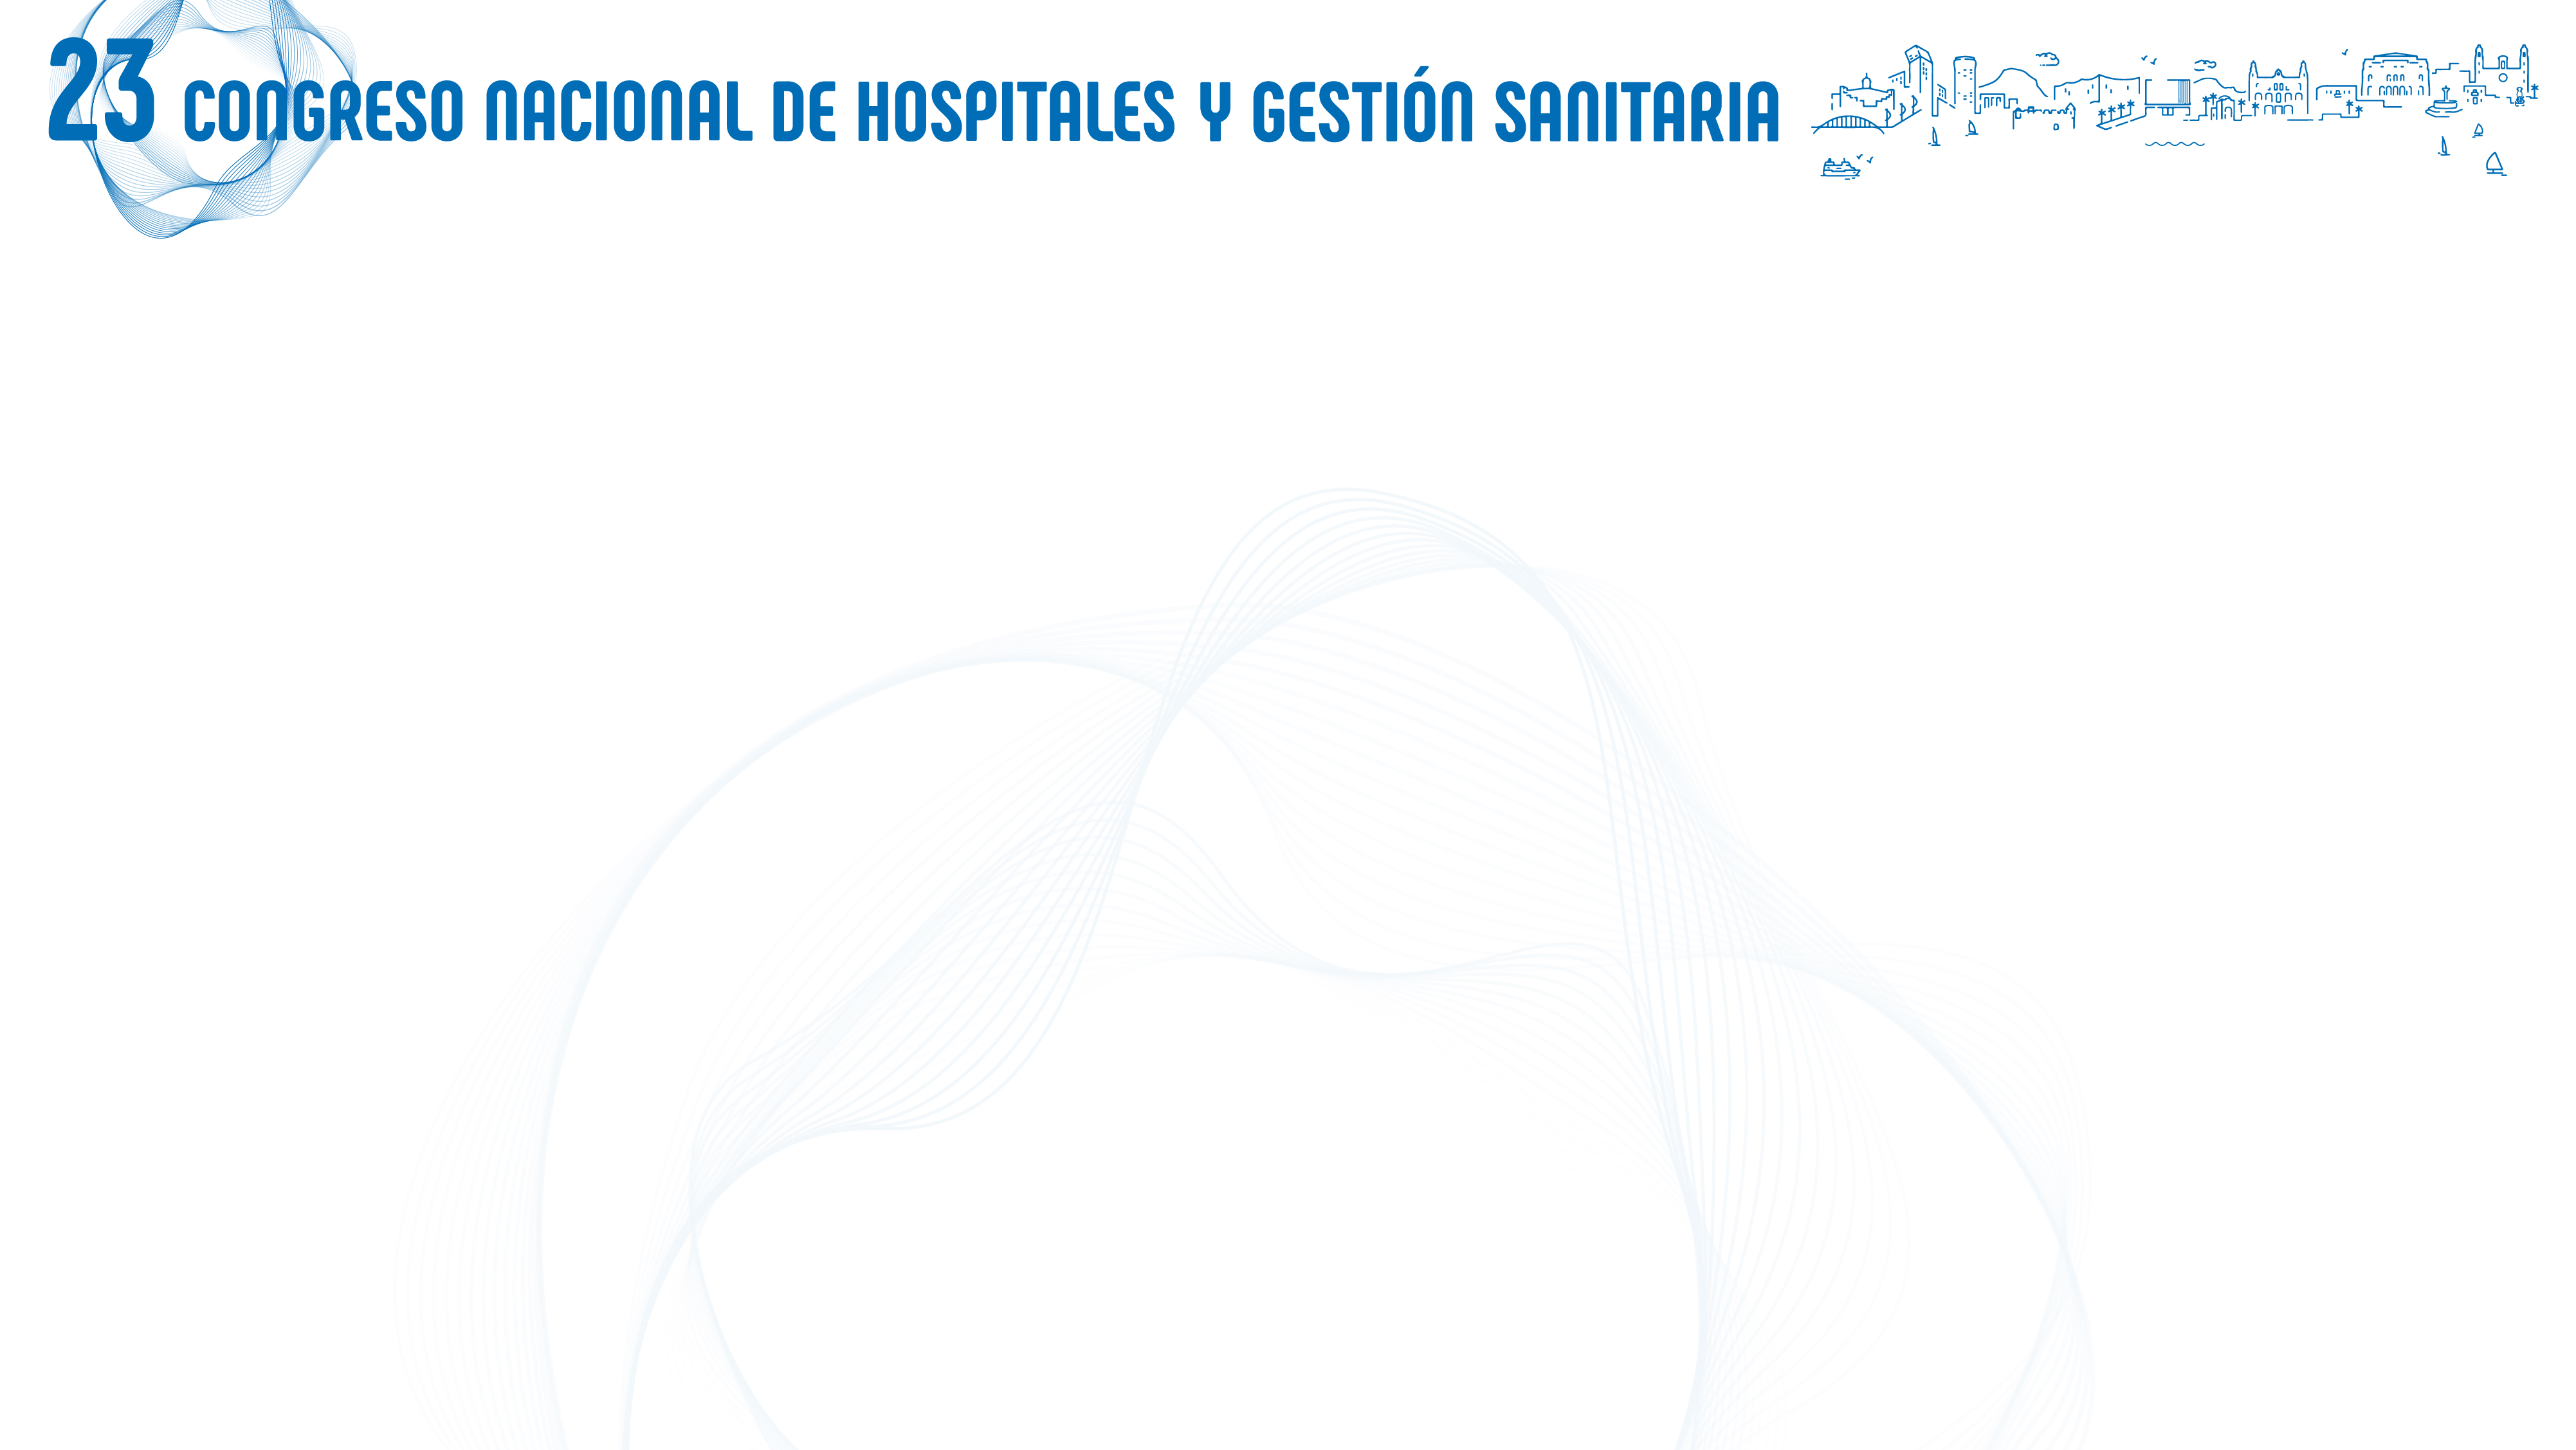 23 CONGRESO NACIONAL DE HOSPITALES Y GESTIÓN SANITARIA